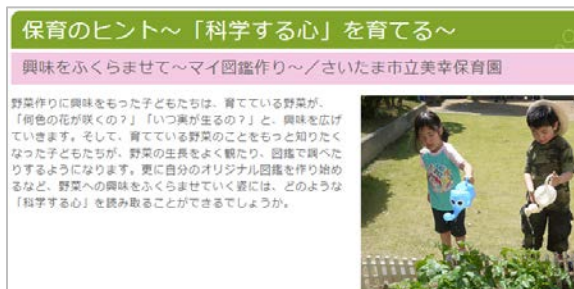 保育のヒント～「科学する心」を育てる～
興味をふくらませて～マイ図鑑作り～／さいたま市立美幸保育園
野菜作りに興味をもった子どもたちは、育てている野菜が、
「何色の花が咲くの？」「いつ実が生るの？」と、興味を広げ
ていきます。そして、育てている野菜のことをもっと知りたく
なった子どもたちが、野菜の生長をよく観たり、図鑑で調べた
りするようになります。更に自分のオリジナル図鑑を作り始め
るなど、野菜への興味をふくらませていく姿には、どのような
「科学する心」を読み取ることができるでしょうか。